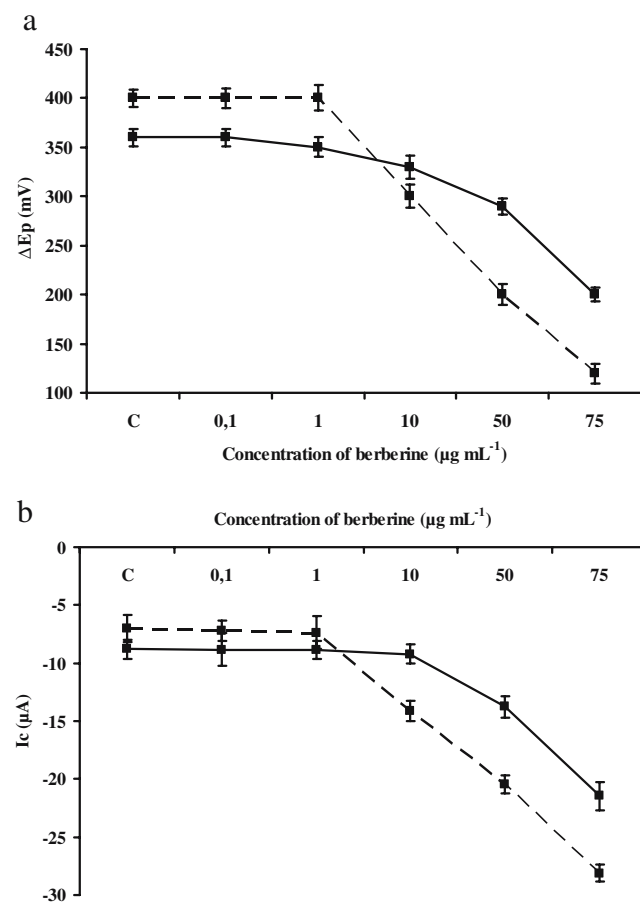 a
450
400
350
300
250
200
150
100
ΔEp (mV)
C 0,1 1 10 50 75
Concentration of berberine (µg mL⁻¹)
b
Concentration of berberine (µg mL⁻¹)
0
C 0,1 1 10 50 75
-5
-10
-15
-20
-25
-30
Ic (µA)